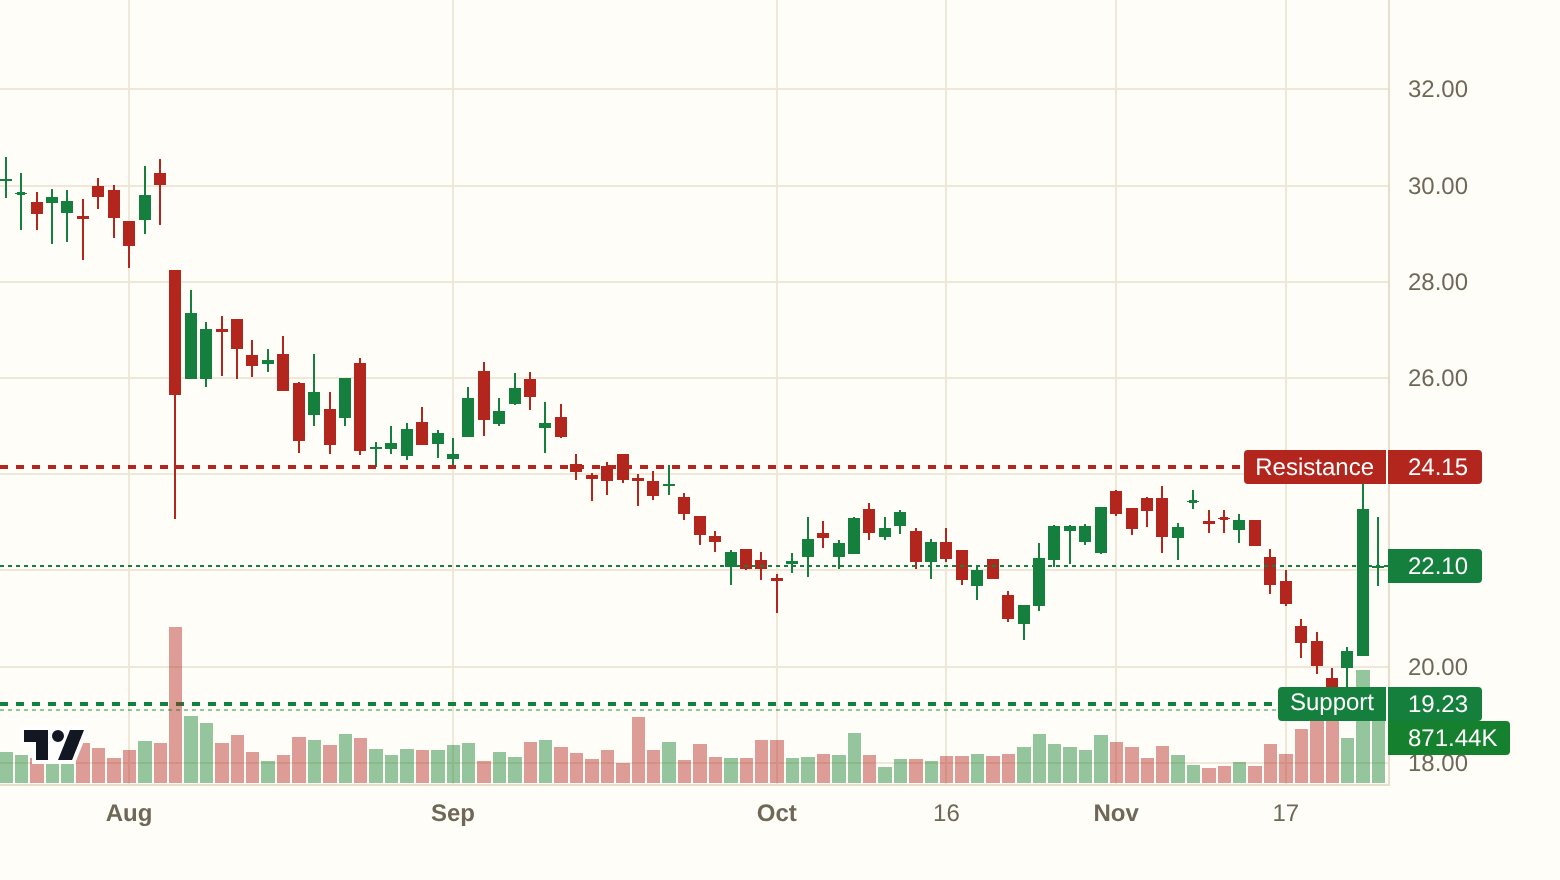 32.00
30.00
28.00
26.00
Resistance 24.15
22.10
20.00
Support 19.23
871.44K
18.00
Aug Sep Oct 16 Nov 17